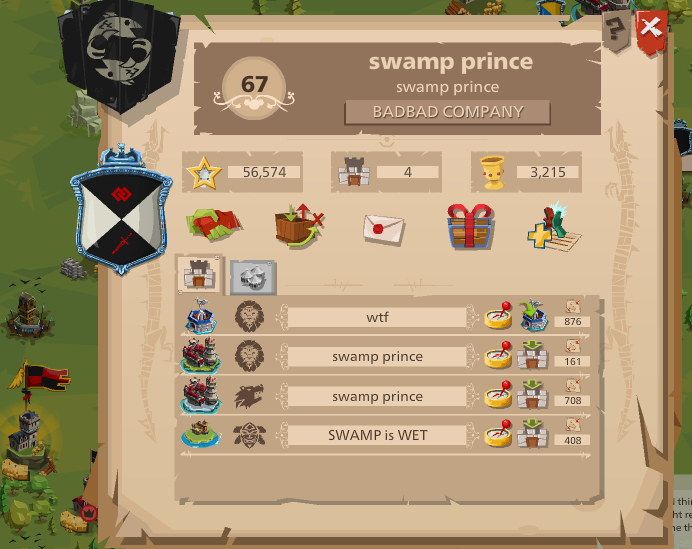 ?
67
swamp prince
swamp prince
BADBAD COMPANY
56,574
4
3,215
wtf
876
swamp prince
161
swamp prince
708
SWAMP is WET
408